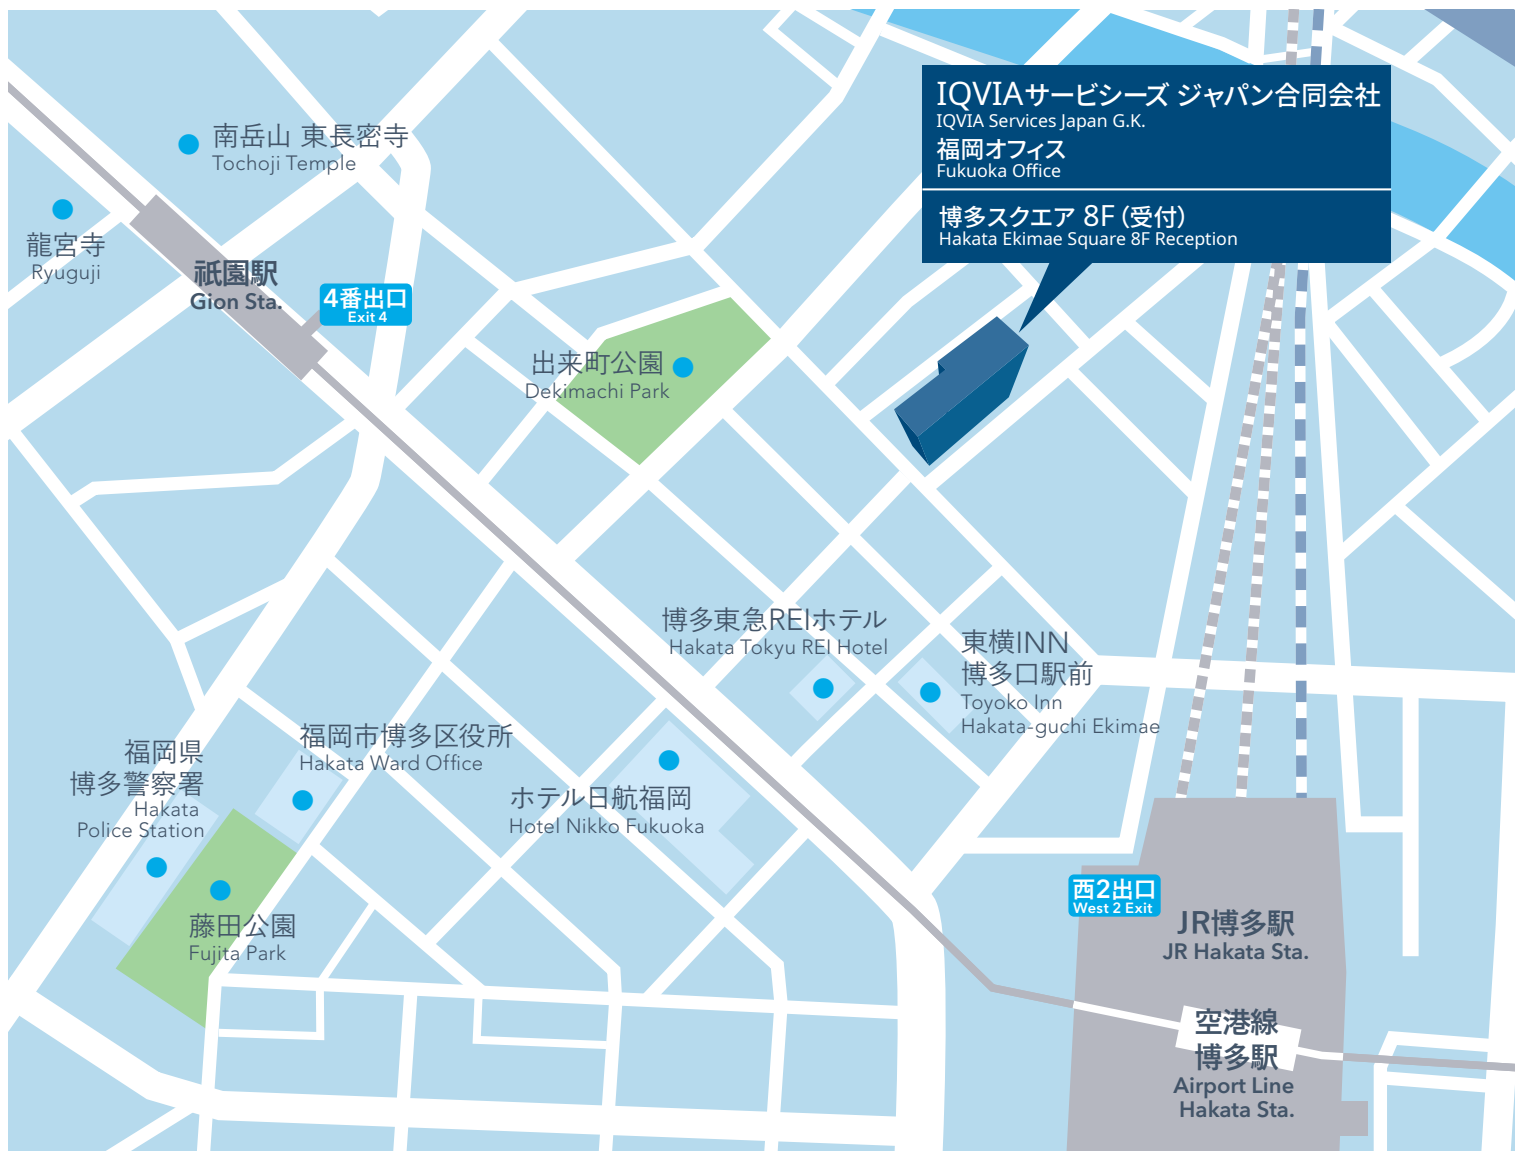 IQVIAサービシーズ ジャパン合同会社
IQVIA Services Japan G.K.
福岡オフィス
Fukuoka Office
博多スクエア 8F（受付）
Hakata Ekimae Square 8F Reception
南岳山 東長密寺
Tochoji Temple
龍宮寺
Ryuguji
祇園駅
Gion Sta.
4番出口
Exit 4
出来町公園
Dekimachi Park
博多東急REIホテル
Hakata Tokyu REI Hotel
東横INN
博多口駅前
Toyoko Inn
Hakata-guchi Ekimae
福岡市博多区役所
Hakata Ward Office
福岡県
博多警察署
Hakata
Police Station
ホテル日航福岡
Hotel Nikko Fukuoka
藤田公園
Fujita Park
西2出口
West 2 Exit
JR博多駅
JR Hakata Sta.
空港線
博多駅
Airport Line
Hakata Sta.